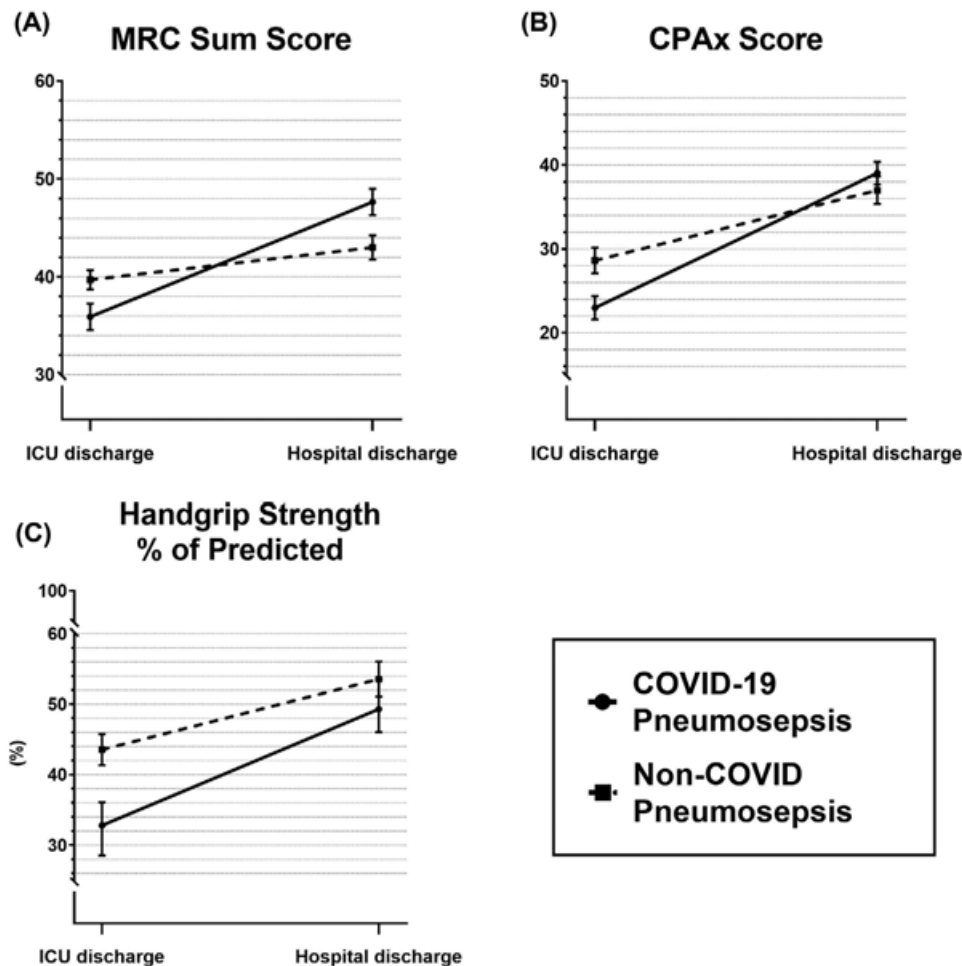 (A)
MRC Sum Score
60
50
40
30
ICU discharge
Hospital discharge
(B)
CPAx Score
50
40
30
20
ICU discharge
Hospital discharge
(C)
Handgrip Strength
% of Predicted
100
60
50
40
30
(%)
ICU discharge
Hospital discharge
COVID-19
Pneumosepsis
Non-COVID
Pneumosepsis